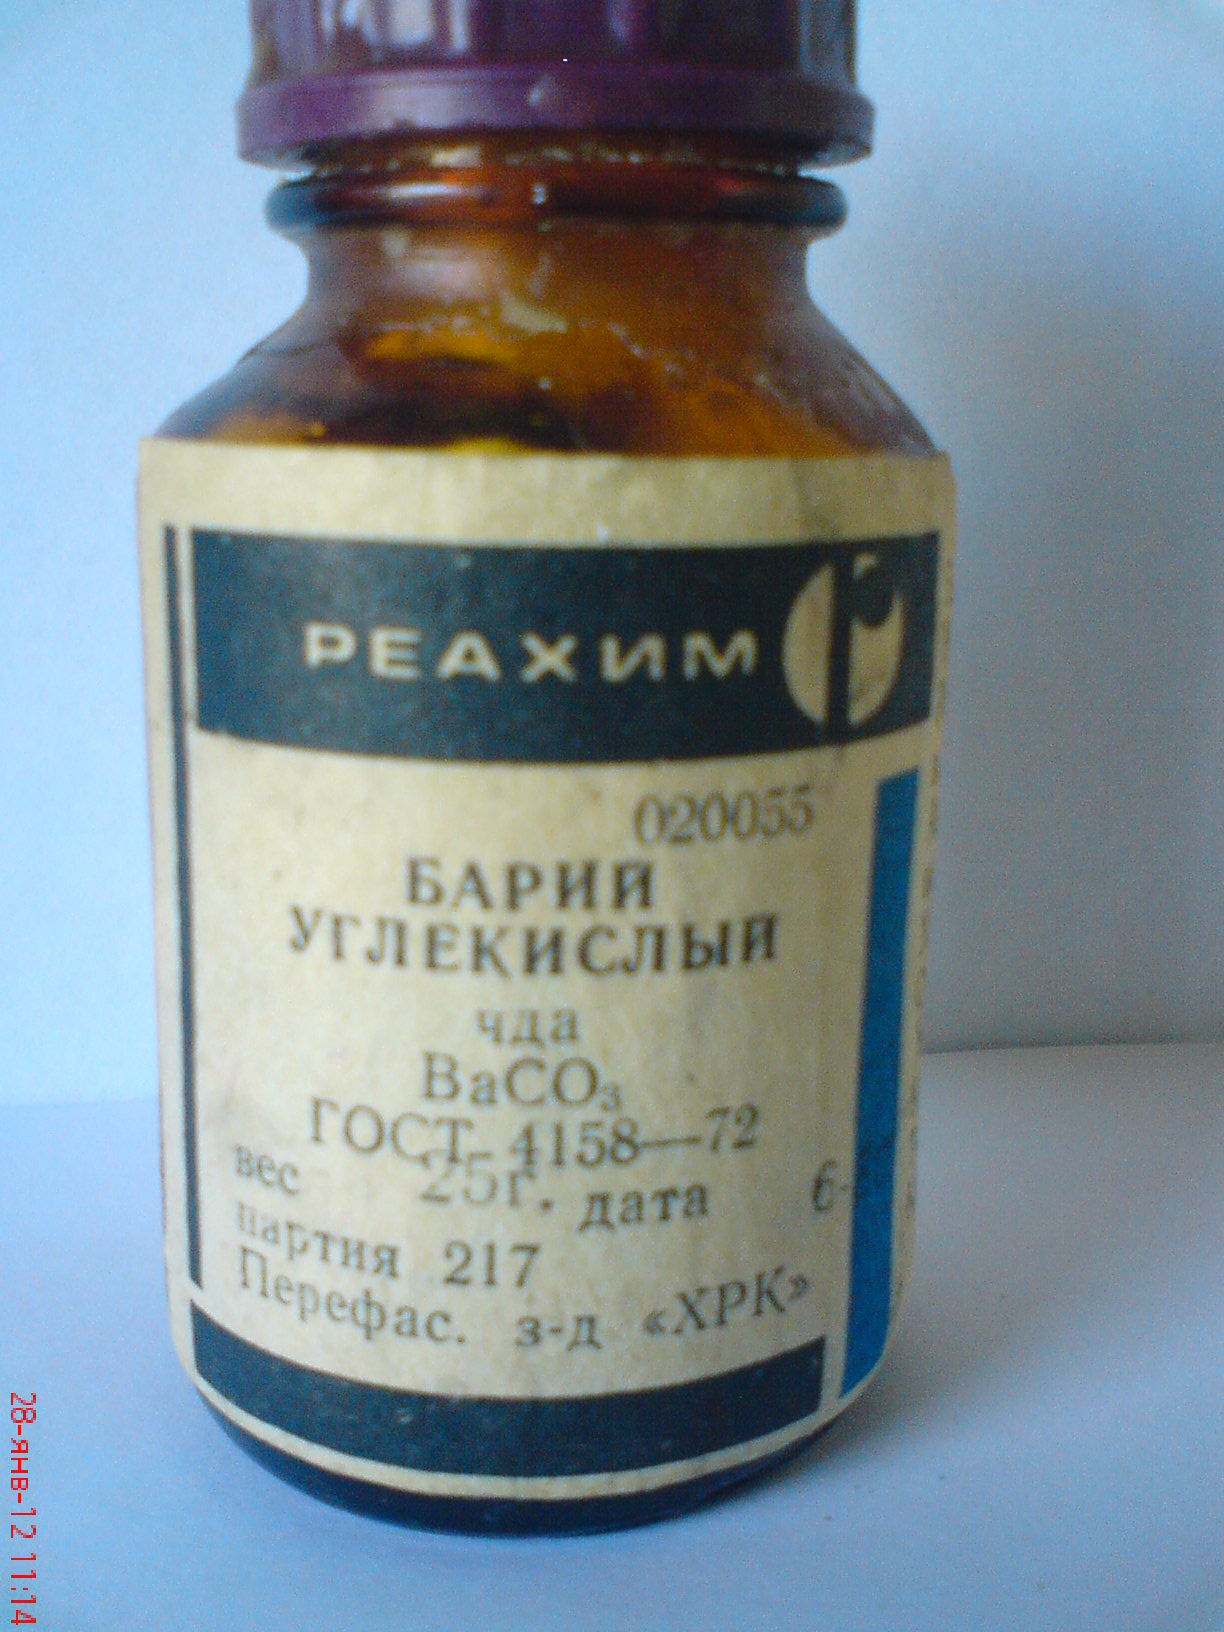 РЕАХИМ
020055
БАРИЙ
УГЛЕКИСЛЫЙ
чда
BaCO₃
ГОСТ 4158—72
вес 25г. дата 6-
партия 217
Перефас. з-д «ХРК»
28-янв-12 11:14